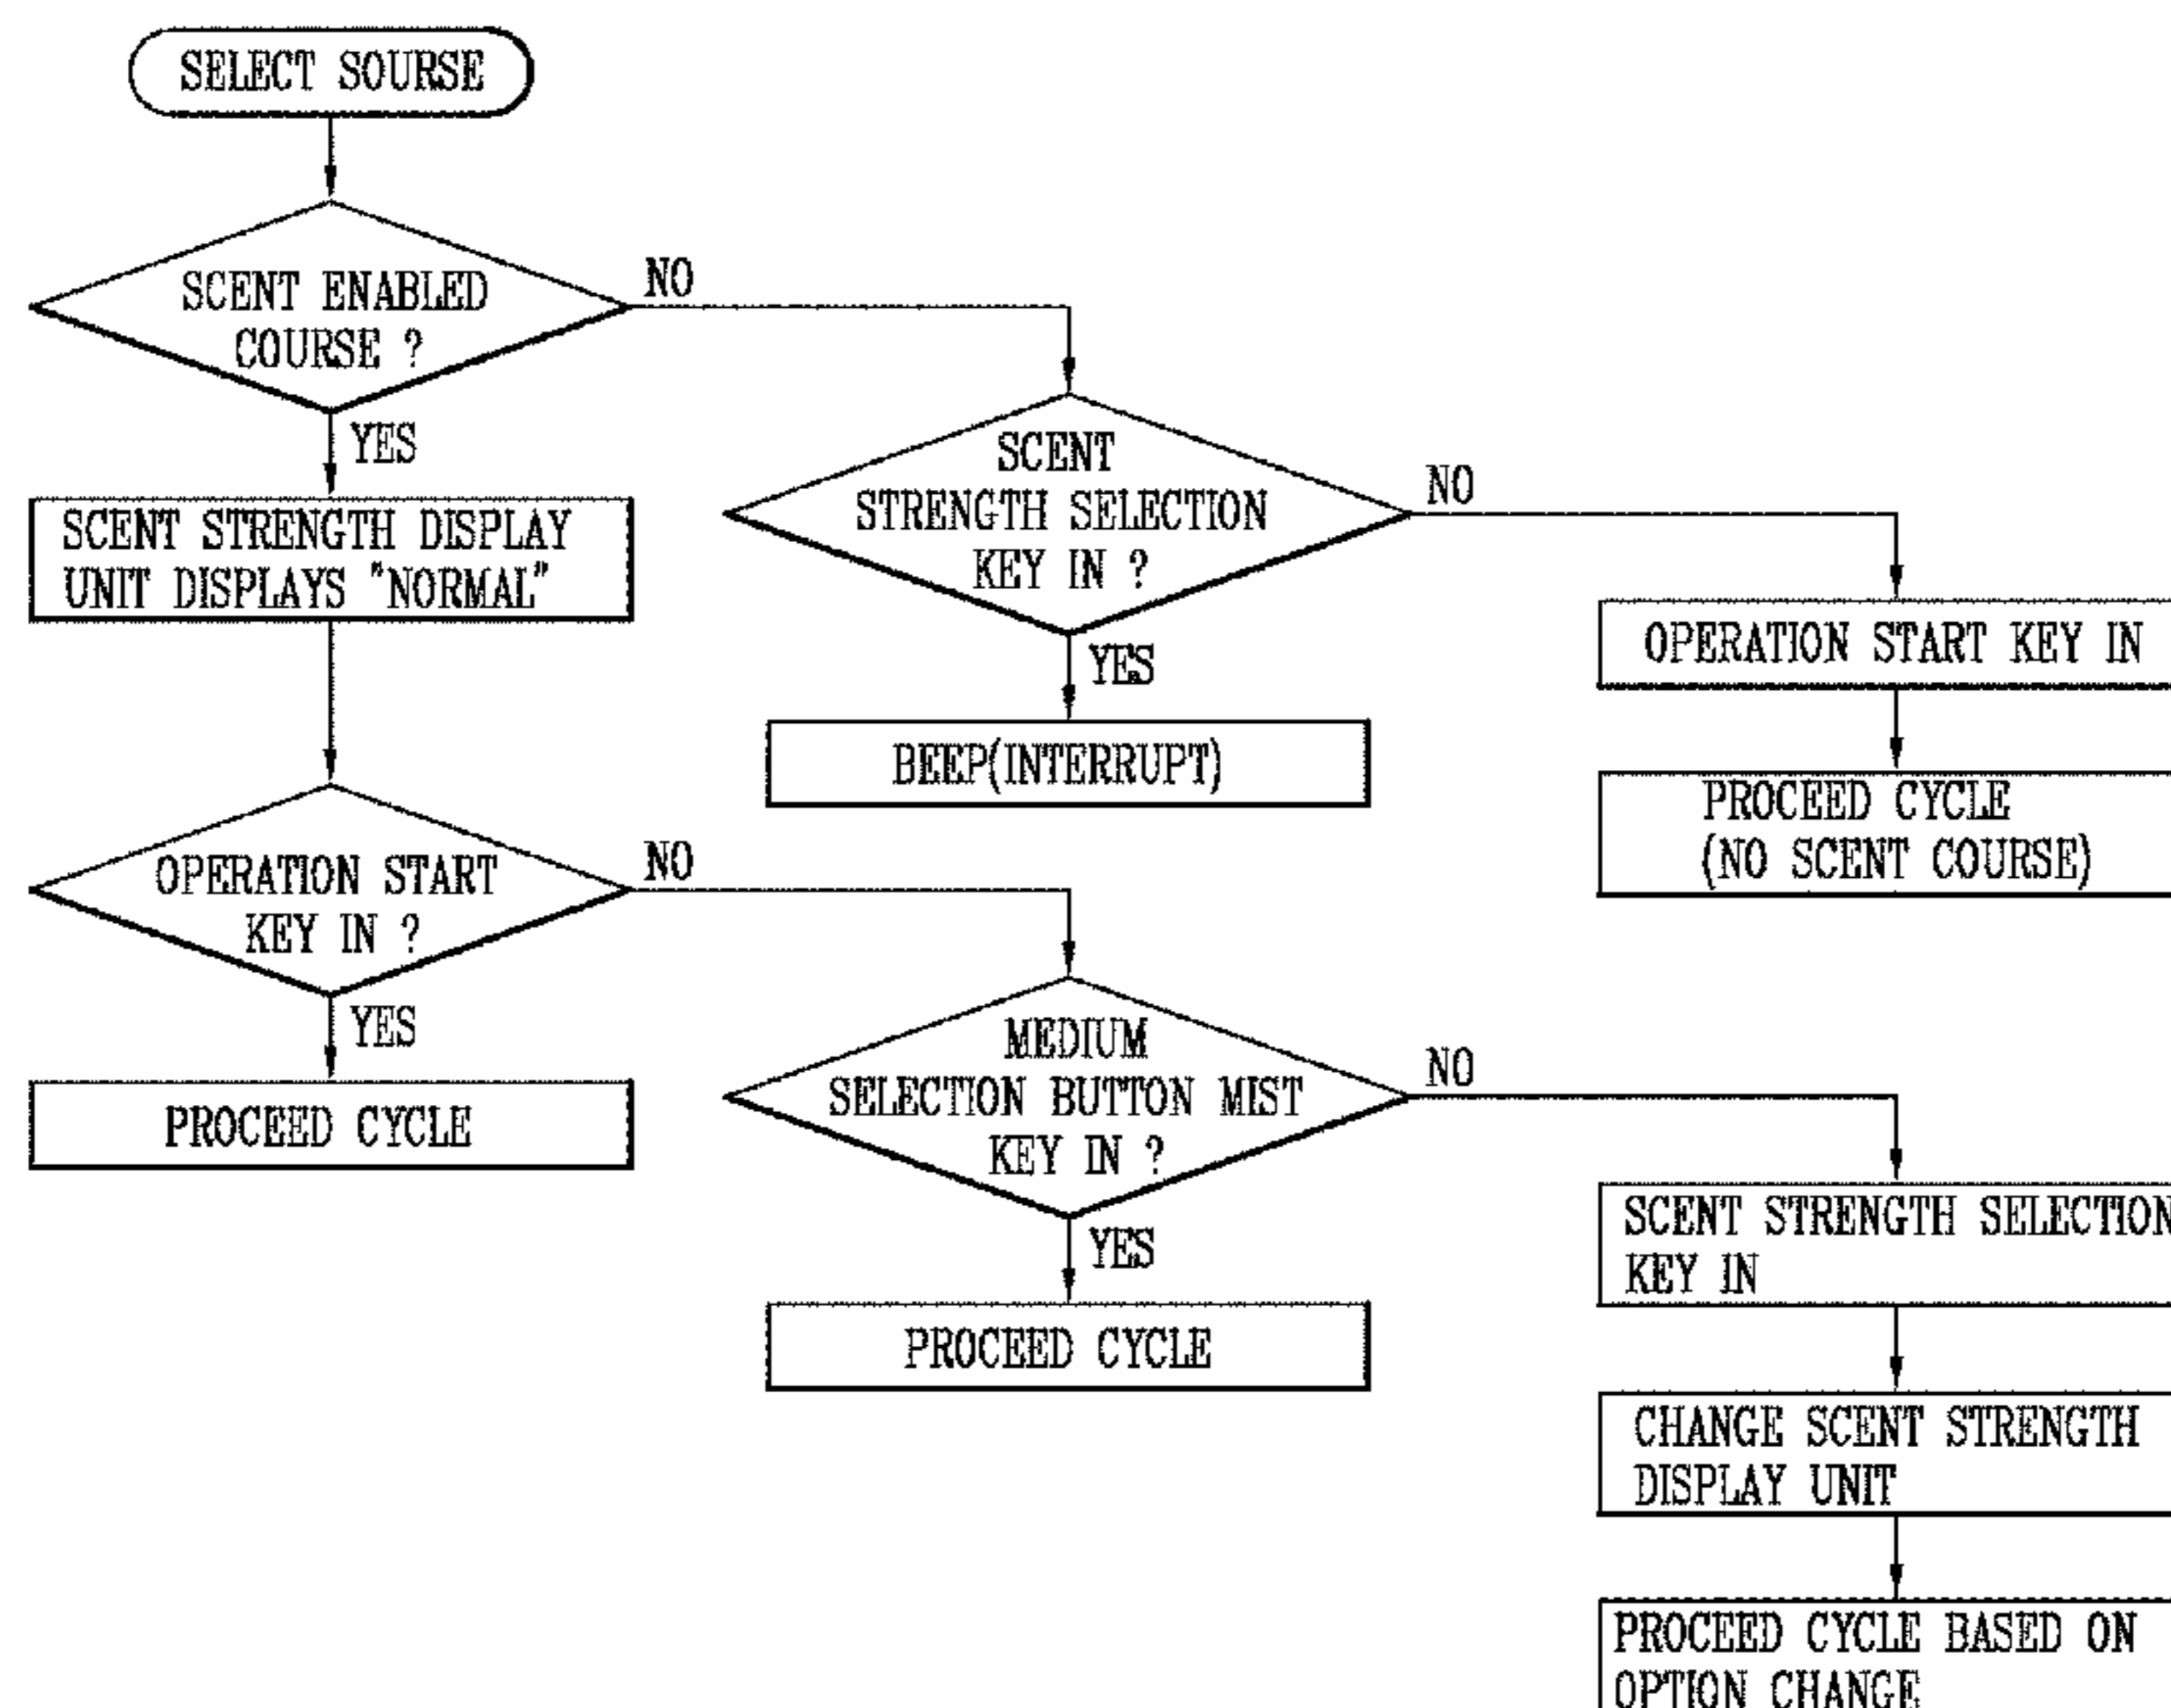 SELECT SOURSE
SCENT ENABLED
COURSE ?
NO
YES
SCENT STRENGTH DISPLAY
UNIT DISPLAYS "NORMAL"
SCENT
STRENGTH SELECTION
KEY IN ?
NO
YES
BEEP(INTERRUPT)
OPERATION START KEY IN
PROCEED CYCLE
(NO SCENT COURSE)
OPERATION START
KEY IN ?
NO
YES
PROCEED CYCLE
MEDIUM
SELECTION BUTTON MIST
KEY IN ?
NO
YES
PROCEED CYCLE
SCENT STRENGTH SELECTION
KEY IN
CHANGE SCENT STRENGTH
DISPLAY UNIT
PROCEED CYCLE BASED ON
OPTION CHANGE